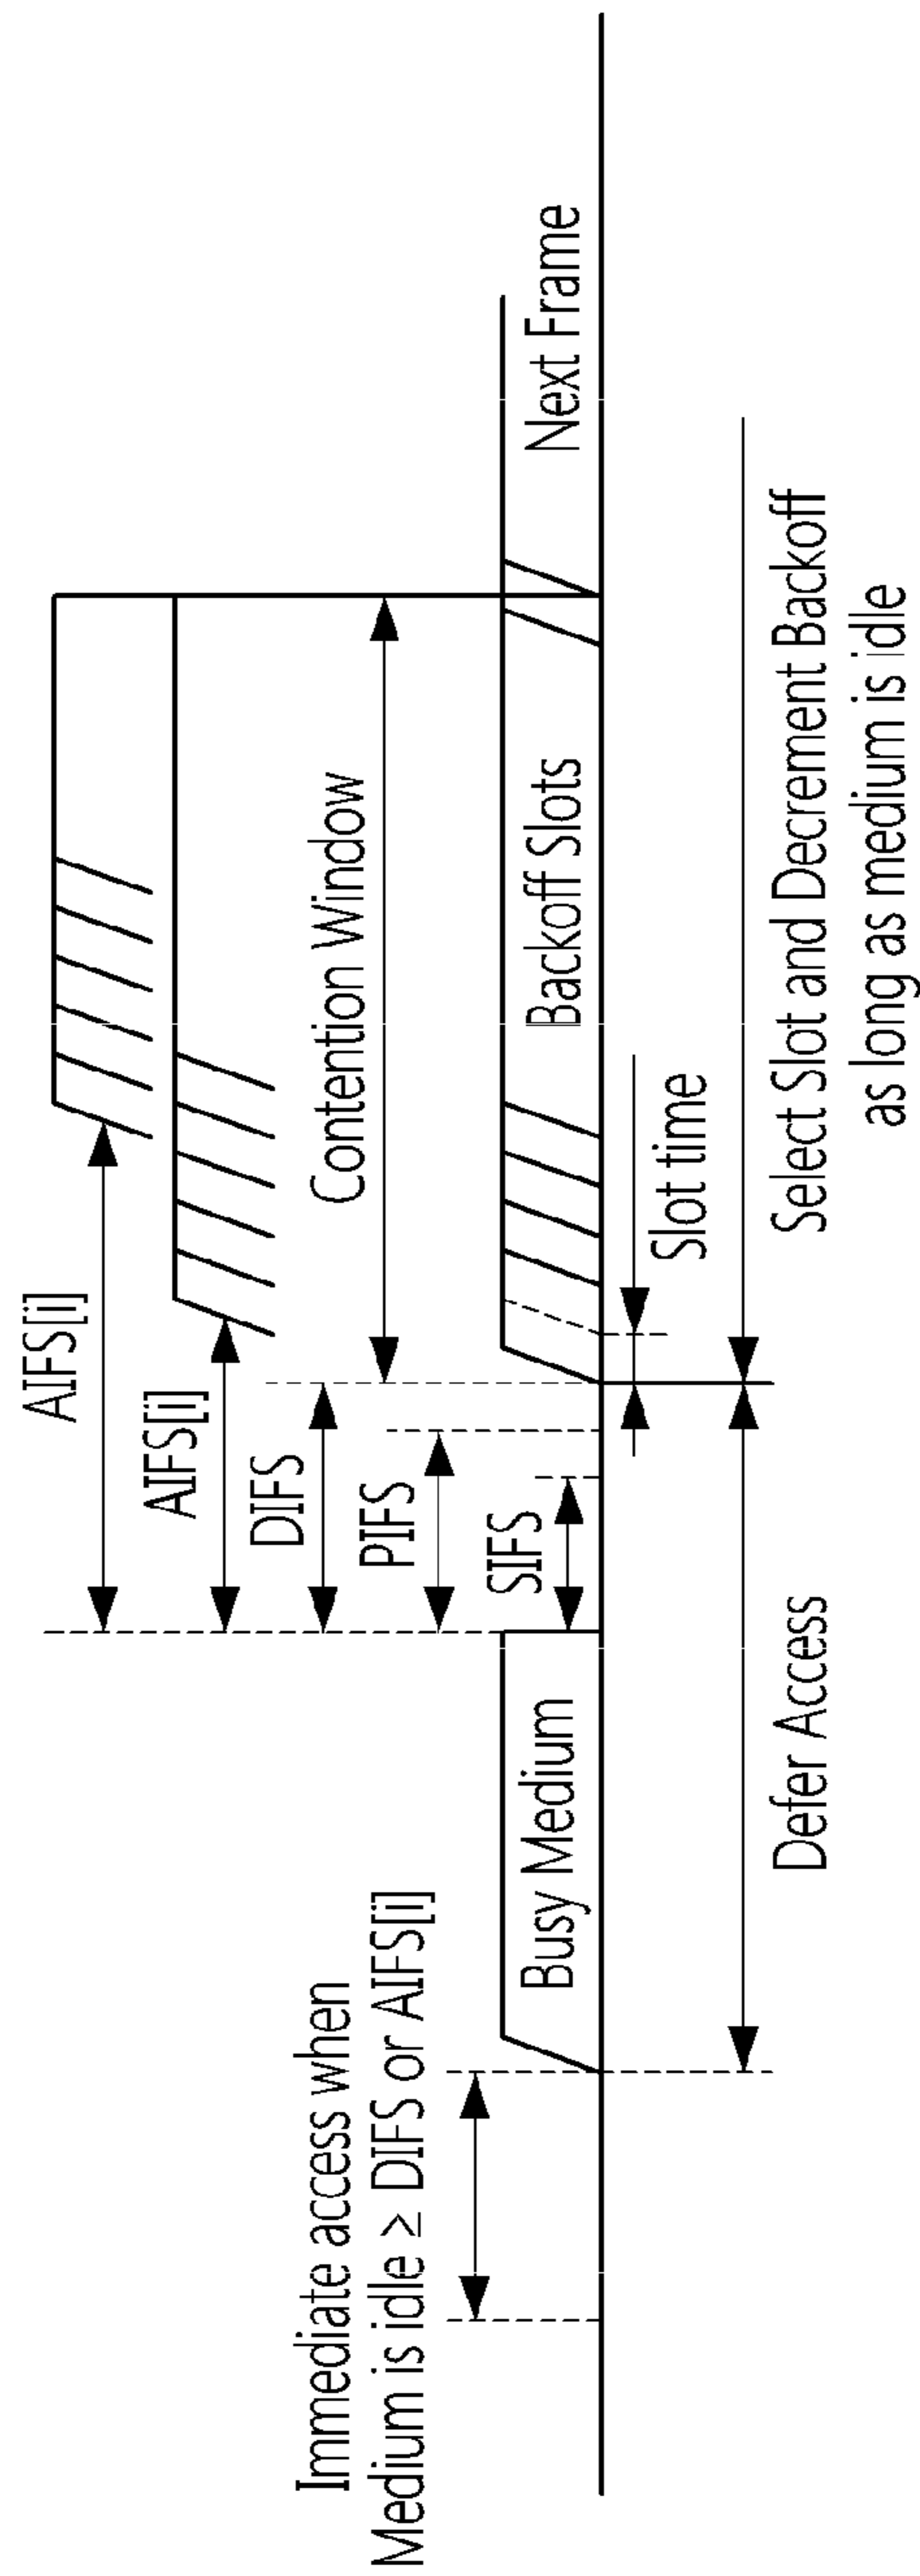 Immediate access when
Medium is idle ≥ DIFS or AIFS[i]
AIFS[i]
AIFS[i]
DIFS
PIFS
SIFS
Contention Window
Busy Medium
Backoff Slots
Next Frame
Slot time
Defer Access
Select Slot and Decrement Backoff
as long as medium is idle